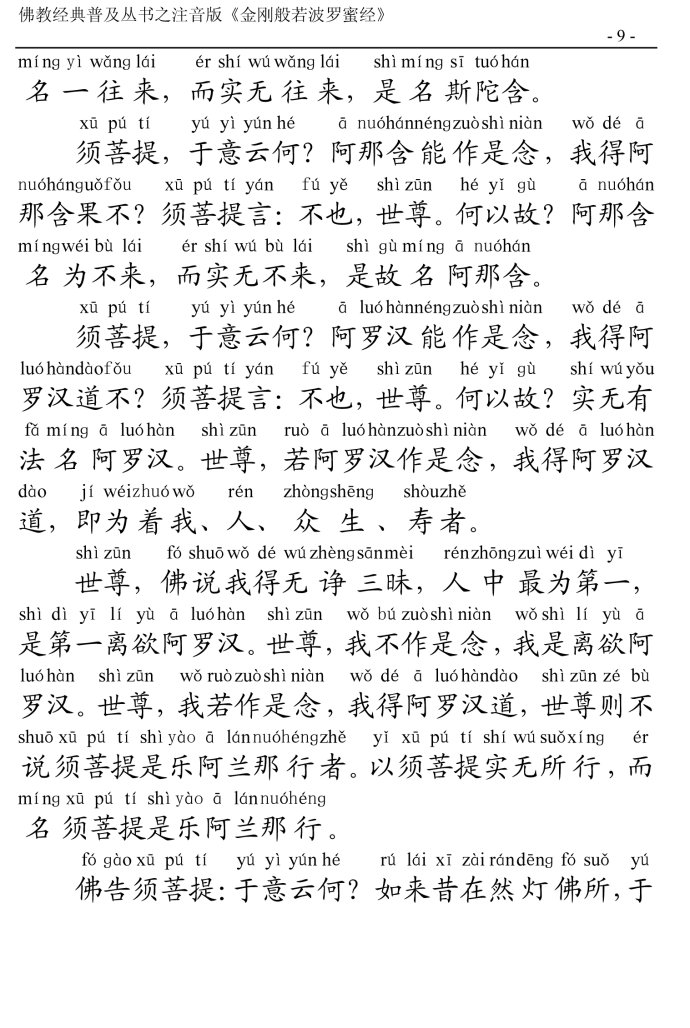 佛教经典普及丛书之注音版《金刚般若波罗蜜经》
- 9 -
míng yì wǎng lái ér shí wú wǎng lái shì míng sī tuó hán
名一往来，而实无往来，是名斯陀含。
xū pú tí yú yì yún hé ā nuó hán néng zuò shì niàn wǒ dé ā
须菩提，于意云何？阿那含能作是念，我得阿
nuó hán guǒ fǒu xū pú tí yán fú yě shì zūn hé yǐ gù ā nuó hán
那含果不？须菩提言：不也，世尊。何以故？阿那含
míng wéi bù lái ér shí wú bù lái shì gù míng ā nuó hán
名为不来，而实无不来，是故名阿那含。
xū pú tí yú yì yún hé ā luó hàn néng zuò shì niàn wǒ dé ā
须菩提，于意云何？阿罗汉能作是念，我得阿
luó hàn dào fǒu xū pú tí yán fú yě shì zūn hé yǐ gù shí wú yǒu
罗汉道不？须菩提言：不也，世尊。何以故？实无有
fǎ míng ā luó hàn shì zūn ruò ā luó hàn zuò shì niàn wǒ dé ā luó hàn
法名阿罗汉。世尊，若阿罗汉作是念，我得阿罗汉
dào jí wéi zhuó wǒ rén zhòng shēng shòu zhě
道，即为着我、人、众生、寿者。
shì zūn fó shuō wǒ dé wú zhèng sān mèi rén zhōng zuì wéi dì yī
世尊，佛说我得无诤三昧，人中最为第一，
shì dì yī lí yù ā luó hàn shì zūn wǒ bú zuò shì niàn wǒ shì lí yù ā
是第一离欲阿罗汉。世尊，我不作是念，我是离欲阿
luó hàn shì zūn wǒ ruò zuò shì niàn wǒ dé ā luó hàn dào shì zūn zé bù
罗汉。世尊，我若作是念，我得阿罗汉道，世尊则不
shuō xū pú tí shì yào ā lán nuó héng zhě yǐ xū pú tí shí wú suǒ xíng ér
说须菩提是乐阿兰那行者。以须菩提实无所行，而
míng xū pú tí shì yào ā lán nuó héng
名须菩提是乐阿兰那行。
fó gào xū pú tí yú yì yún hé rú lái xī zài rán dēng fó suǒ yú
佛告须菩提：于意云何？如来昔在然灯佛所，于